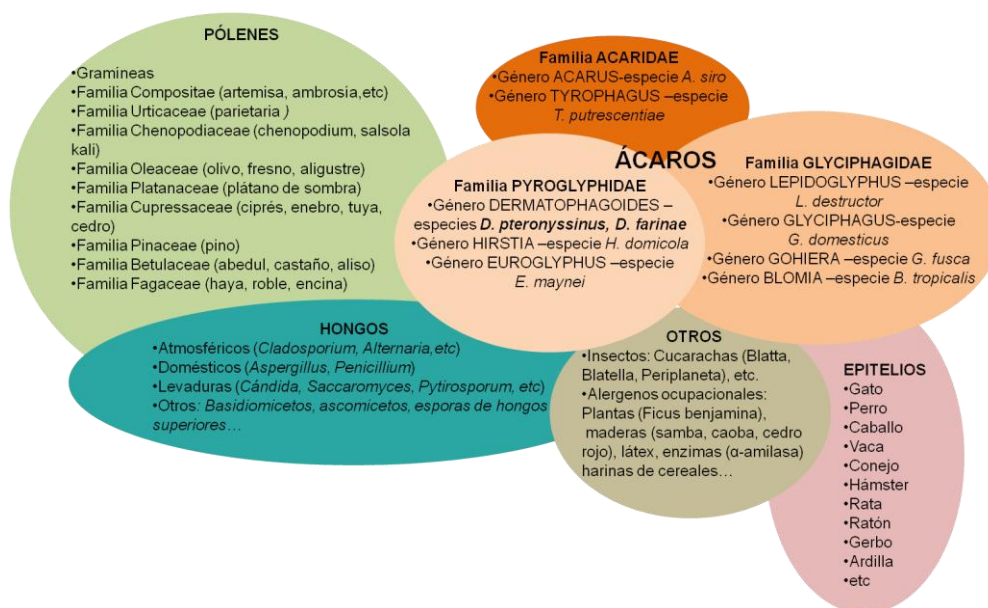 PÓLENES
•Gramineas
•Familia Compositae (artemisa, ambrosia,etc)
•Familia Urticaceae (parietaria )
•Familia Chenopodiaceae (chenopodium, salsola
kali)
•Familia Oleaceae (olivo, fresno, aligustre)
•Familia Platanaceae (plátano de sombra)
•Familia Cupressaceae (ciprés, enebro, tuya,
cedro)
•Familia Pinaceae (pino)
•Familia Betulaceae (abedul, castaño, aliso)
•Familia Fagaceae (haya, roble, encina)
Familia ACARIDAE
•Género ACARUS-especie A. siro
•Género TYROPHAGUS –especie
T. putrescentiae
ÁCAROS
Familia PYROGLYPHIDAE
•Género DERMATOPHAGOIDES –
especies D. pteronyssinus, D. farinae
•Género HIRSTIA –especie H. domicola
•Género EUROGLYPHUS –especie
E. maynei
Familia GLYCIPHAGIDAE
•Género LEPIDOGLYPHUS –especie
L. destructor
•Género GLYCIPHAGUS-especie
G. domesticus
•Género GOHIERA –especie G. fusca
•Género BLOMIA –especie B. tropicalis
HONGOS
•Atmosféricos (Cladosporium, Alternaria,etc)
•Domésticos (Aspergillus, Penicillium)
•Levaduras (Cándida, Saccaromyces, Pytirosporum, etc)
•Otros: Basidiomicetos, ascomicetos, esporas de hongos
superiores…
OTROS
•Insectos: Cucarachas (Blatta,
Blatella, Periplaneta), etc.
•Alergenos ocupacionales:
Plantas (Ficus benjamina),
maderas (samba, caoba, cedro
rojo), látex, enzimas (α-amilasa)
harinas de cereales…
EPITELIOS
•Gato
•Perro
•Caballo
•Vaca
•Conejo
•Hámster
•Rata
•Ratón
•Gerbo
•Ardilla
•etc